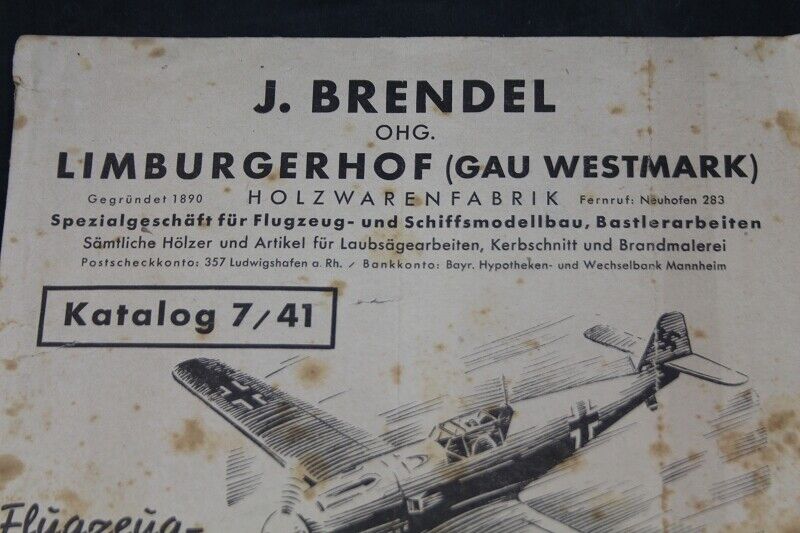 J. BRENDEL
OHG.
LIMBURGERHOF (GAU WESTMARK)
Gegründet 1890 HOLZWARENFABRIK Fernruf: Neuhofen 283
Spezialgeschäft für Flugzeug- und Schiffsmodellbau, Bastlerarbeiten
Sämtliche Hölzer und Artikel für Laubsägearbeiten, Kerbschnitt und Brandmalerei
Postscheckkonto: 357 Ludwigshafen a. Rh. / Bankkonto: Bayr. Hypotheken- und Wechselbank Mannheim
Katalog 7/41
Flugzeug-